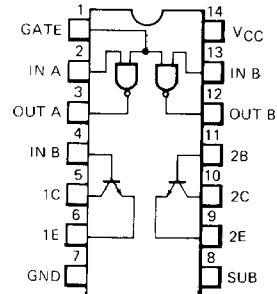 1
GATE
2
IN A
3
OUT A
4
IN B
5
1C
6
1E
7
GND
14
VCC
13
IN B
12
OUT B
11
2B
10
2C
9
2E
8
SUB